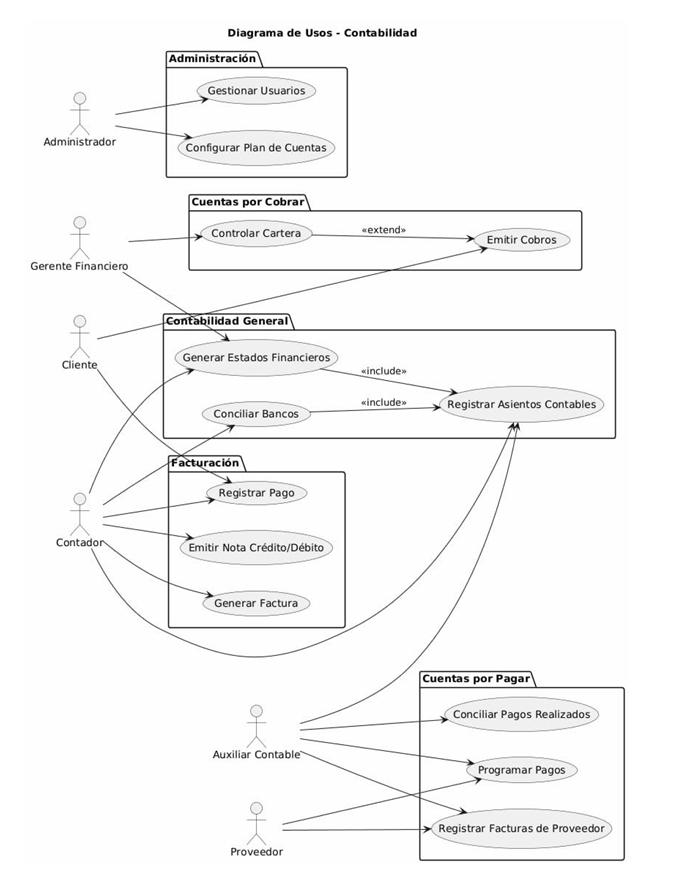 Diagrama de Usos - Contabilidad
Administración
Gestionar Usuarios
Administrador
Configurar Plan de Cuentas
Cuentas por Cobrar
Controlar Cartera
«extend»
Emitir Cobros
Gerente Financiero
Contabilidad General
Cliente
Generar Estados Financieros
«include»
Registrar Asientos Contables
Conciliar Bancos
«include»
Facturación
Registrar Pago
Contador
Emitir Nota Crédito/Débito
Generar Factura
Cuentas por Pagar
Conciliar Pagos Realizados
Auxiliar Contable
Programar Pagos
Registrar Facturas de Proveedor
Proveedor